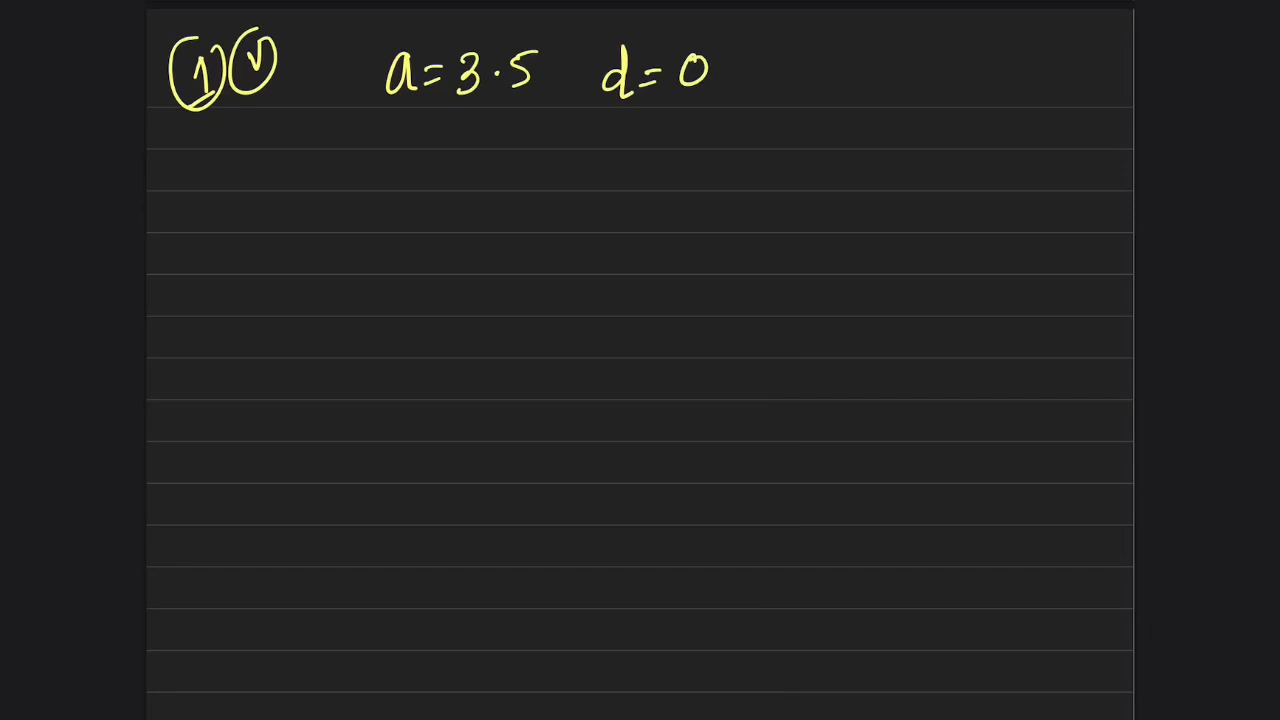 1 v a = 3.5 d = 0